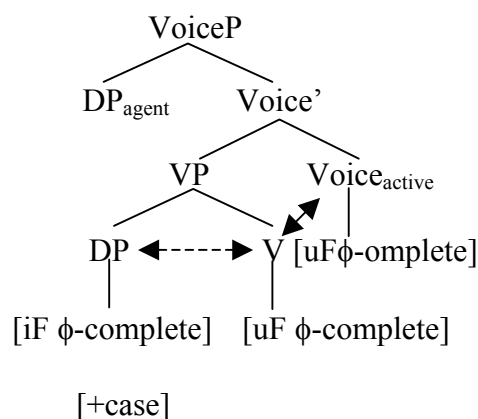 VoiceP
DPagent Voice’
VP Voiceactive
DP V [uFϕ-omplete]
[iF ϕ-complete] [uF ϕ-complete]
[+case]